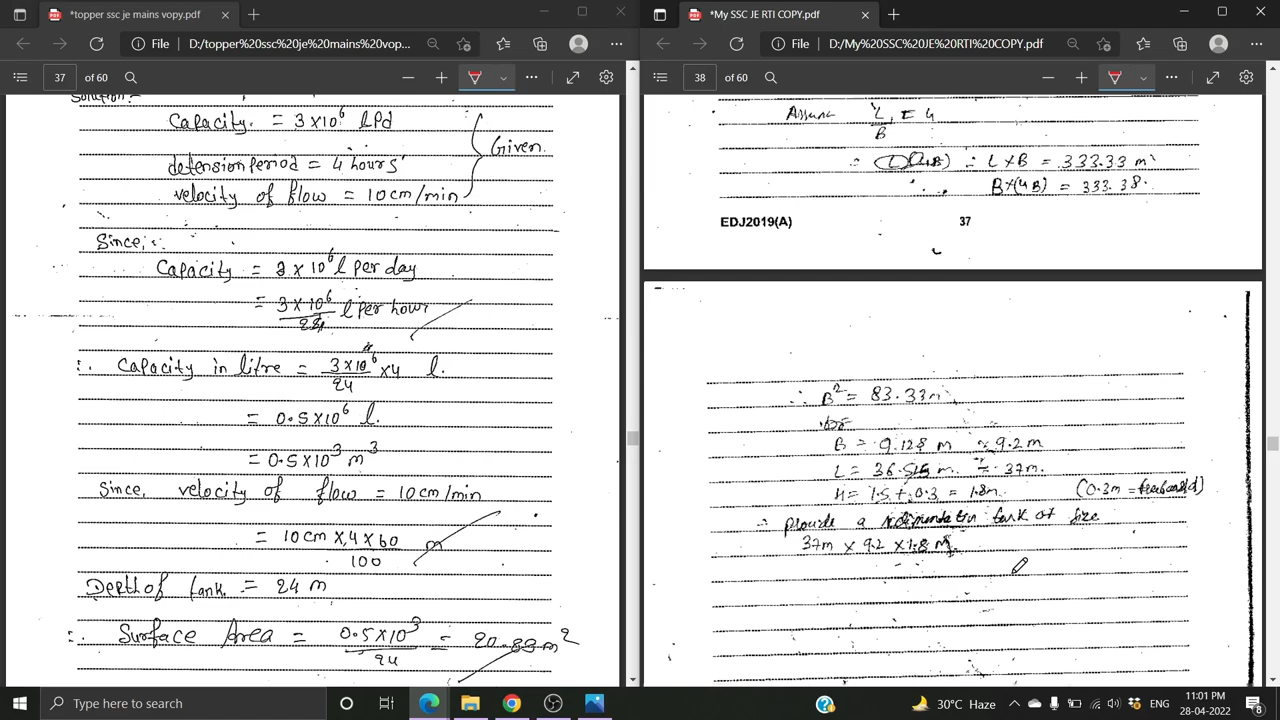 *topper ssc je mains vopy.pdf
*My SSC JE RTI COPY.pdf
File D:/topper%20ssc%20je%20mains%20vop...
File D:/My%20SSC%20JE%20RTI%20COPY.pdf
37 of 60
38 of 60
Solution:-
Capacity. = 3×10⁶ lpd
detension period = 4 hours
velocity of flow = 10cm/min
Given.
Since;
Capacity = 3 × 10⁶ l per day
= 3 × 10⁶ / 24 l per hour
∴ Capacity in litre = 3×10⁶ / 24 ×4 l.
= 0.5×10⁶ l.
= 0.5×10³ m³
Since, velocity of flow = 10cm/min
= 10cm × 4 × 60 / 100
Depth of tank = 24 m
∴ Surface Area = 0.5×10³ / 24 = 20.83 m²
Assume L/B = 4
∴ L×B = 333.33 m²
B×(4B) = 333.38
EDJ2019(A) 37
∴ B² = 83.33m
B = 9.128 m ≈ 9.2m
L = 36.5 m. ≈ 37m.
H = 1.5 + 0.3 = 1.8m (0.3m = freeboard)
∴ provide a sedimentation tank of size
37m × 9.2 × 1.8 m
Type here to search
30°C Haze
11:01 PM
28-04-2022
8